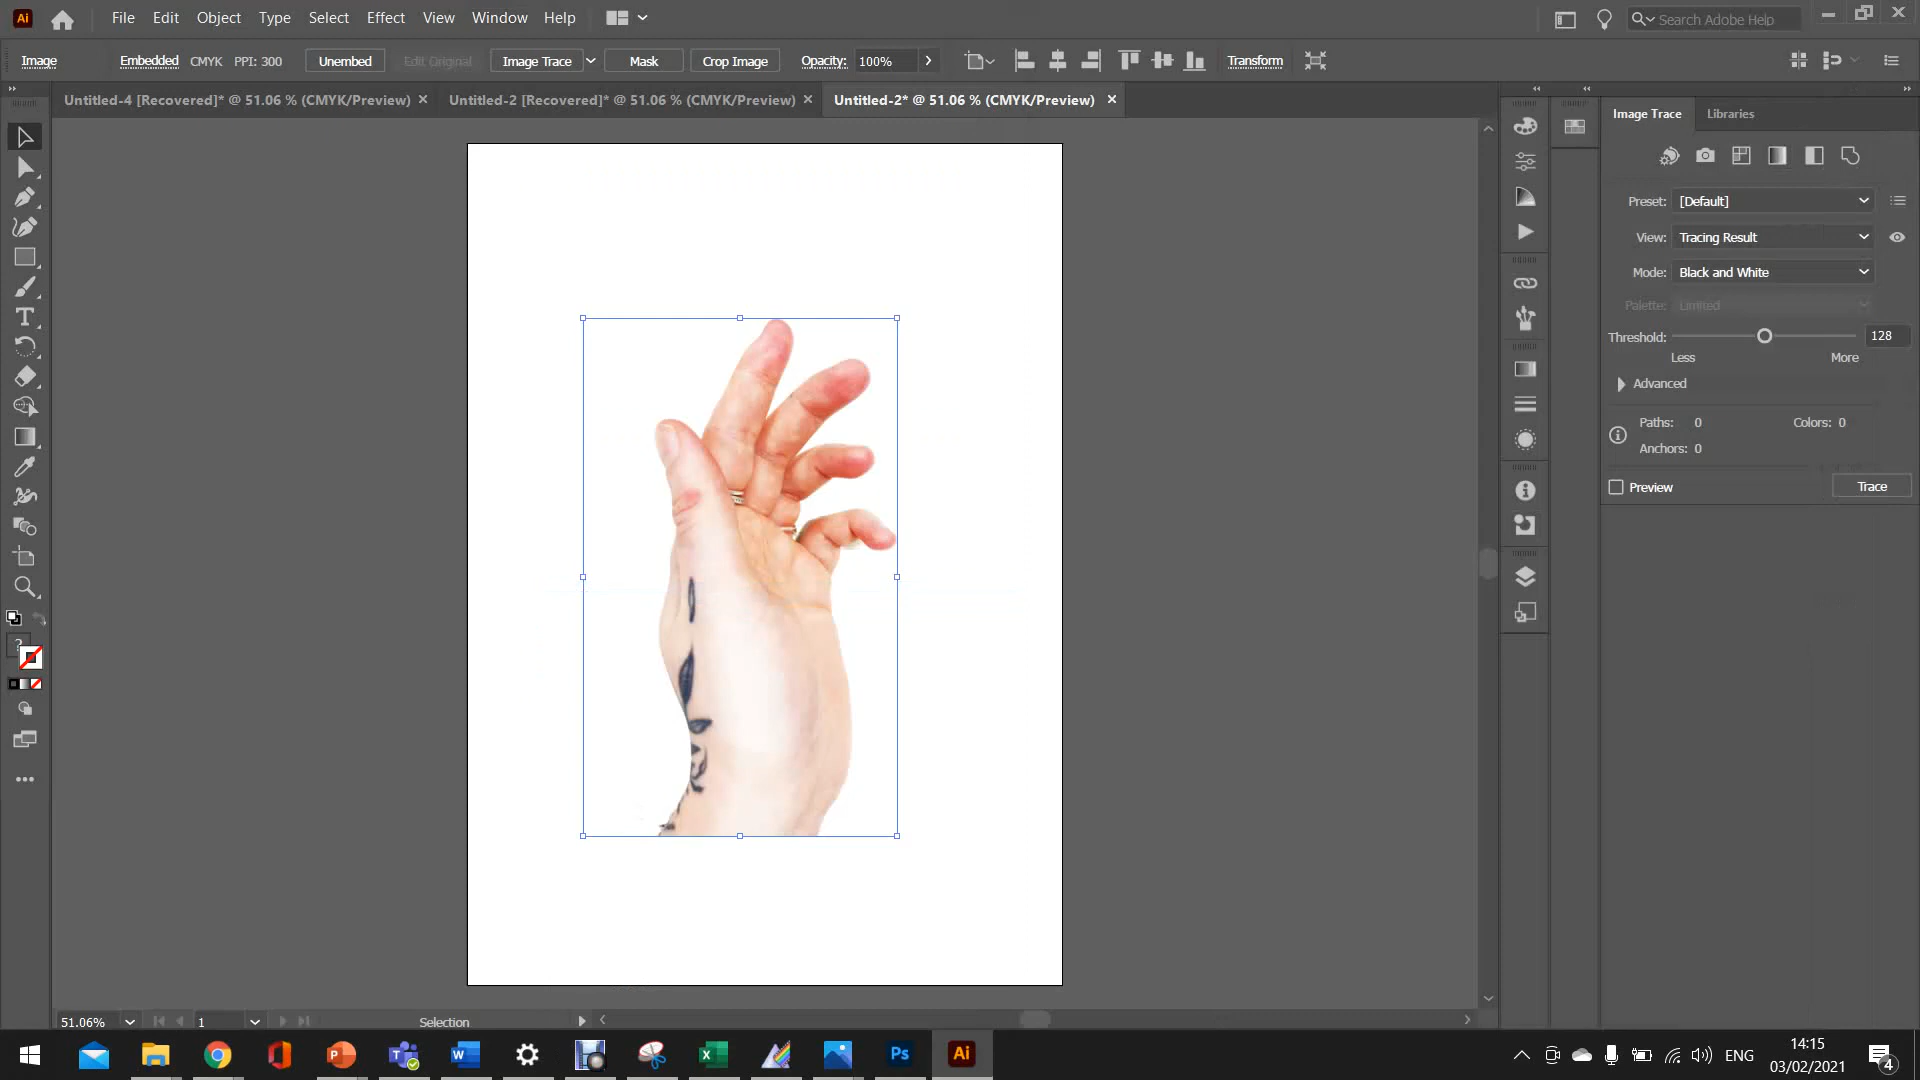 Ai File Edit Object Type Select Effect View Window Help Search Adobe Help
Image Embedded CMYK PPI: 300 Unembed Edit Original Image Trace Mask Crop Image Opacity: 100% Transform
Untitled-4 [Recovered]* @ 51.06 % (CMYK/Preview) Untitled-2 [Recovered]* @ 51.06 % (CMYK/Preview) Untitled-2* @ 51.06 % (CMYK/Preview)
Image Trace Libraries
Preset: [Default]
View: Tracing Result
Mode: Black and White
Palette: Limited
Threshold: 128
Less More
Advanced
Paths: 0 Colors: 0
Anchors: 0
Preview Trace
?
51.06% 1 Selection
Ps Ai ENG 14:15
03/02/2021 4